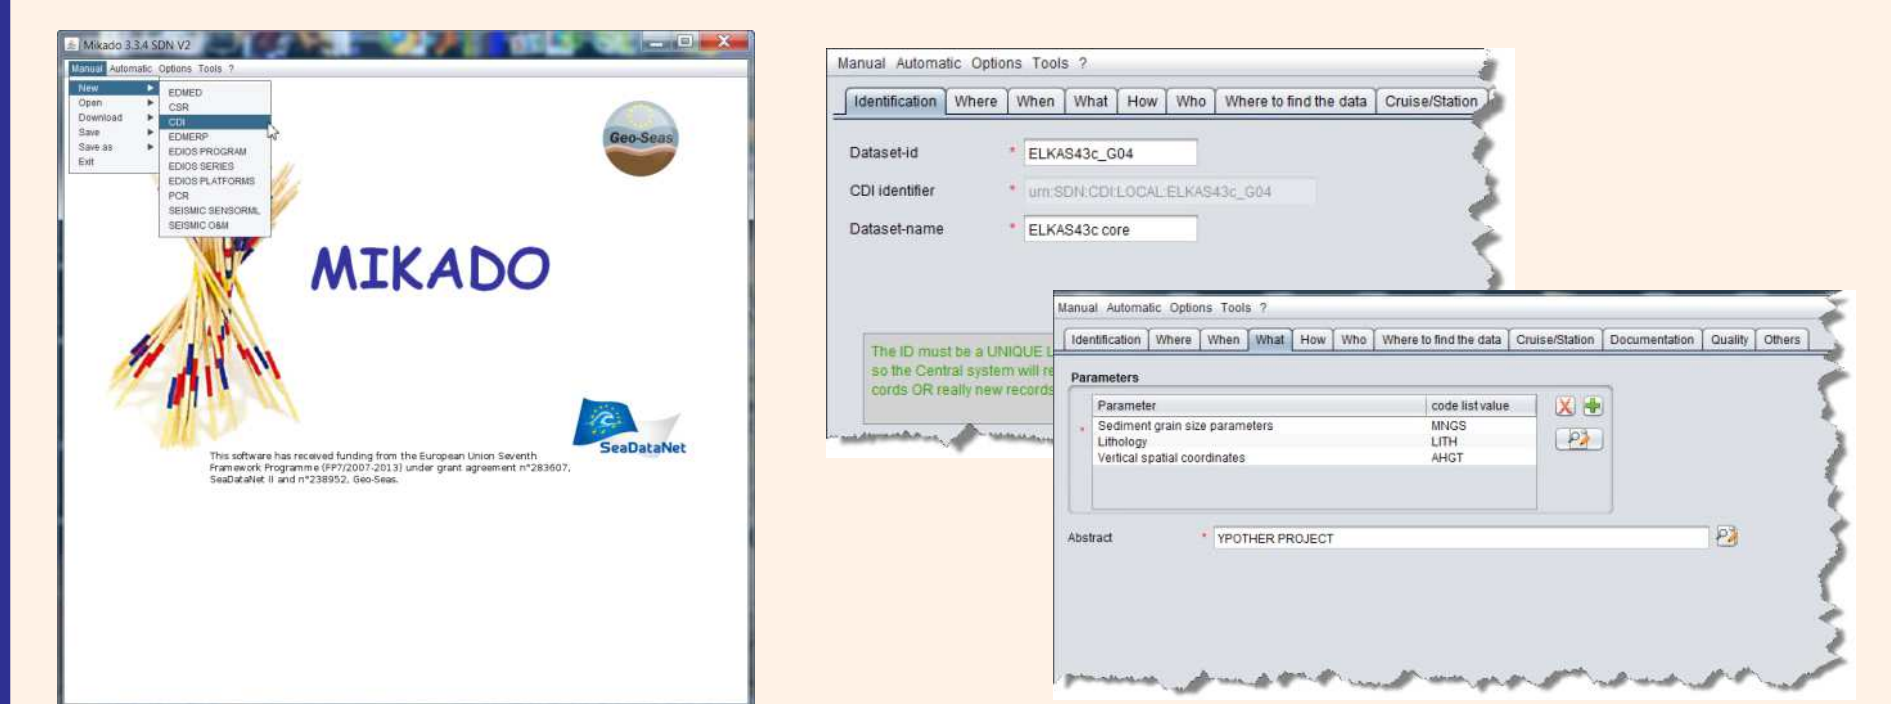 Mikado 3.3.4 SDN V2
Manual Automatic Options Tools ?
New
Open
Download
Save
Save as
Exit
EDMED
CSR
CDI
EDMERP
EDIOS PROGRAM
EDIOS SERIES
EDIOS PLATFORMS
PCR
SEISMIC SENSORML
SEISMIC O&M
Geo-Seas
MIKADO
SeaDataNet
This software has received funding from the European Union Seventh
Framework Programme (FP7/2007-2013) under grant agreement n°283607,
SeaDataNet II and n°238952, Geo-Seas.
Manual Automatic Options Tools ?
Identification Where When What How Who Where to find the data Cruise/Station
Dataset-id * ELKAS43c_G04
CDI identifier * urn:SDN:CDI:LOCAL:ELKAS43c_G04
Dataset-name * ELKAS43c core
The ID must be a UNIQUE
so the Central system will
cords OR really new records
Manual Automatic Options Tools ?
Identification Where When What How Who Where to find the data Cruise/Station Documentation Quality Others
Parameters
Parameter code list value
Sediment grain size parameters MNGS
* Lithology LITH
Vertical spatial coordinates AHGT
Abstract * YPOTHER PROJECT